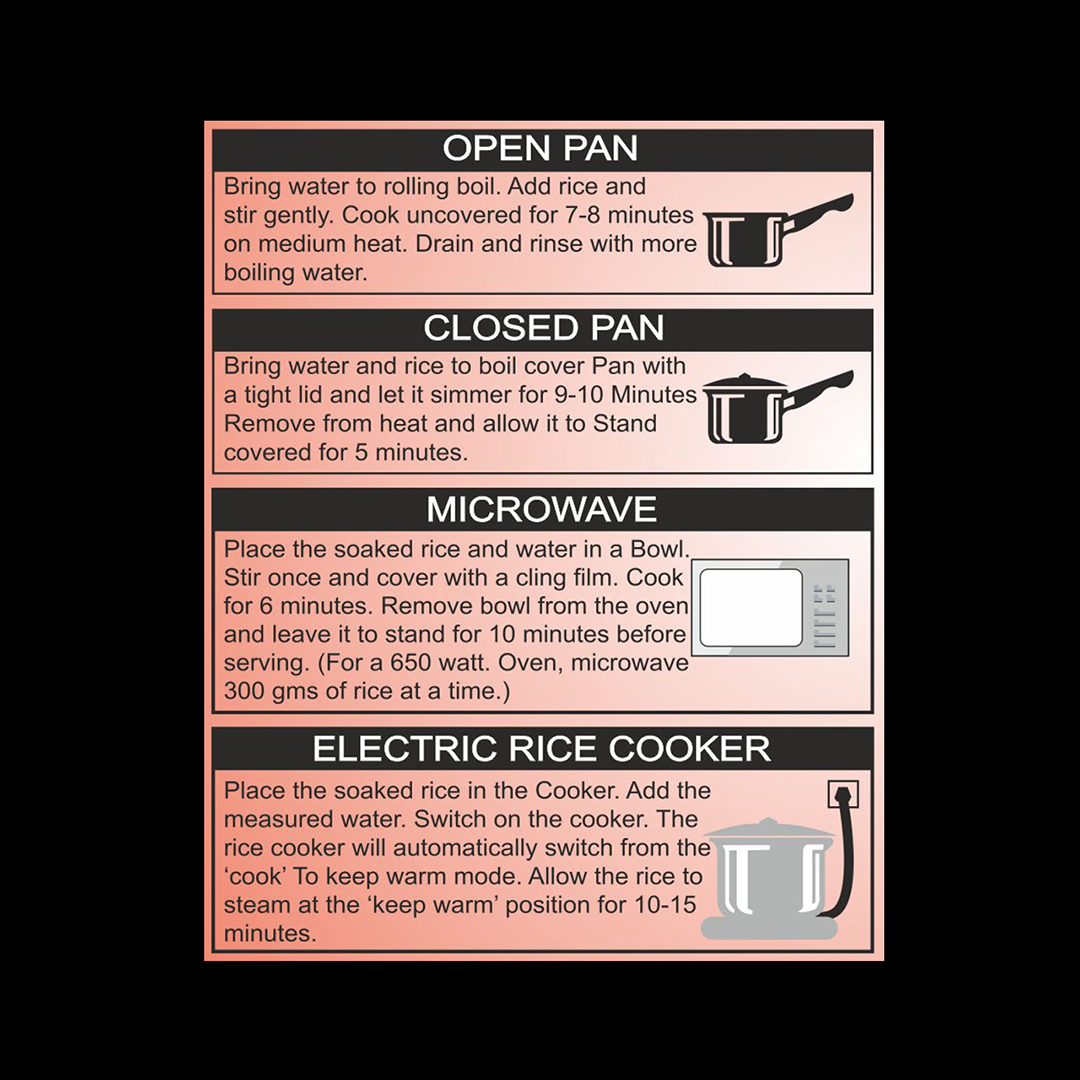 OPEN PAN
Bring water to rolling boil. Add rice and
stir gently. Cook uncovered for 7-8 minutes
on medium heat. Drain and rinse with more
boiling water.
CLOSED PAN
Bring water and rice to boil cover Pan with
a tight lid and let it simmer for 9-10 Minutes
Remove from heat and allow it to Stand
covered for 5 minutes.
MICROWAVE
Place the soaked rice and water in a Bowl.
Stir once and cover with a cling film. Cook
for 6 minutes. Remove bowl from the oven
and leave it to stand for 10 minutes before
serving. (For a 650 watt. Oven, microwave
300 gms of rice at a time.)
ELECTRIC RICE COOKER
Place the soaked rice in the Cooker. Add the
measured water. Switch on the cooker. The
rice cooker will automatically switch from the
‘cook’ To keep warm mode. Allow the rice to
steam at the ‘keep warm’ position for 10-15
minutes.